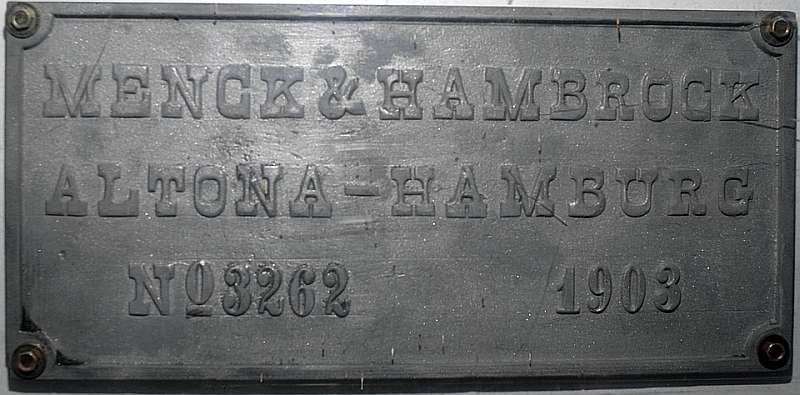 MENCK & HAMBROCK
ALTONA-HAMBURG
Nº 3262 1903